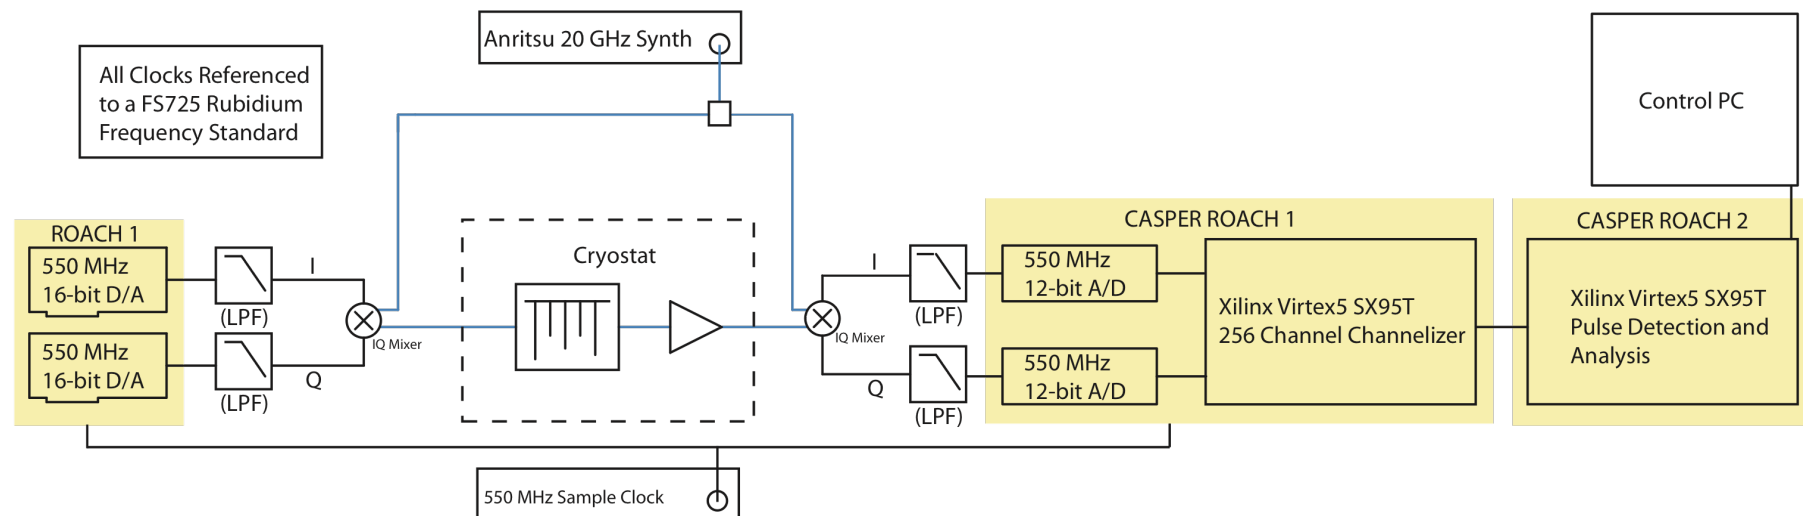 Anritsu 20 GHz Synth
All Clocks Referenced
to a FS725 Rubidium
Frequency Standard
Control PC
ROACH 1
550 MHz
16-bit D/A
550 MHz
16-bit D/A
(LPF)
(LPF)
I
Q
IQ Mixer
Cryostat
IQ Mixer
I
Q
(LPF)
(LPF)
CASPER ROACH 1
550 MHz
12-bit A/D
550 MHz
12-bit A/D
Xilinx Virtex5 SX95T
256 Channel Channelizer
CASPER ROACH 2
Xilinx Virtex5 SX95T
Pulse Detection and
Analysis
550 MHz Sample Clock